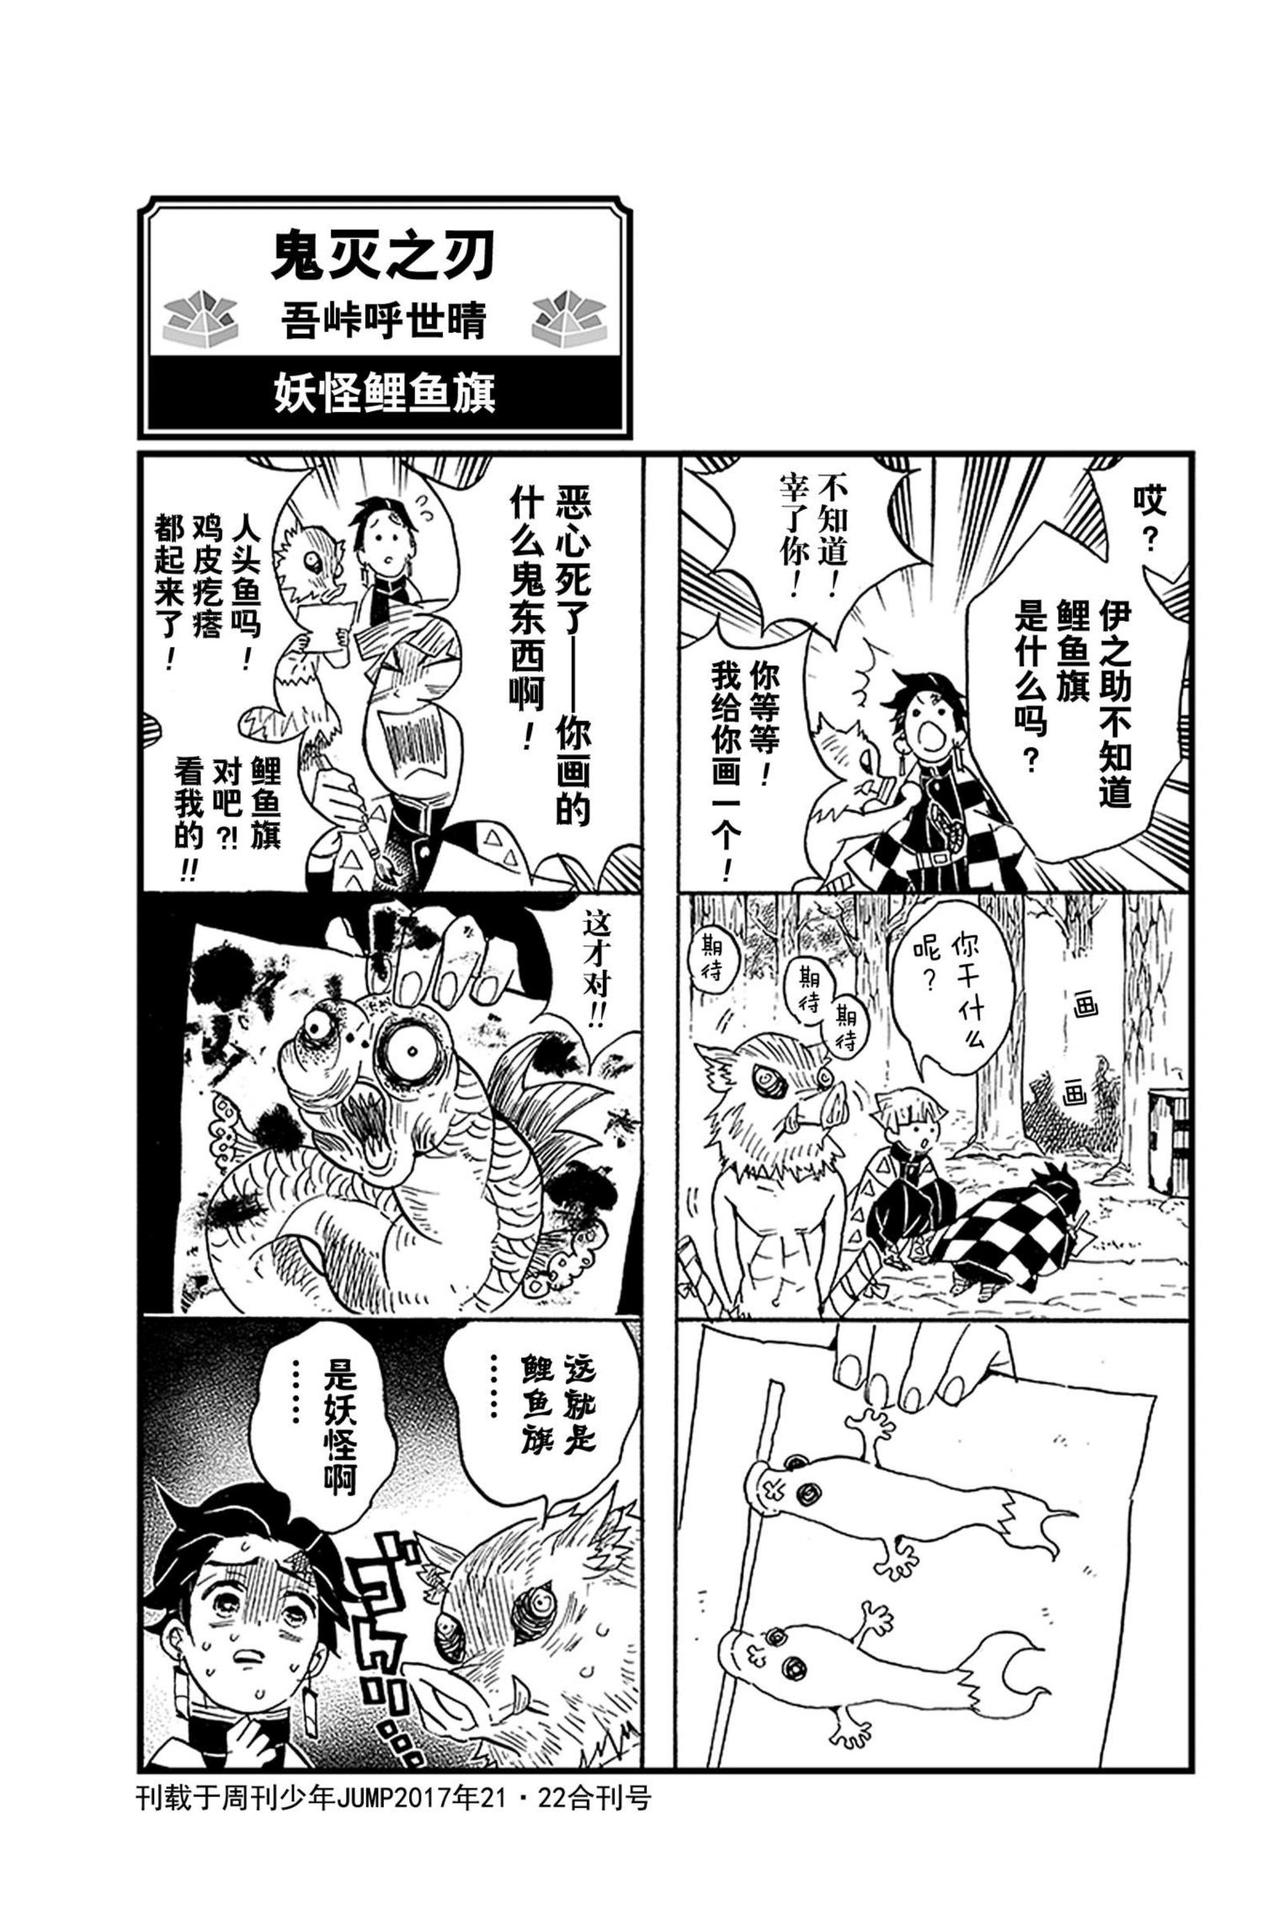 鬼灭之刃
吾峠呼世晴
妖怪鲤鱼旗
哎？
伊之助不知道
鲤鱼旗
是什么吗？
不知道！
宰了你！
你等等！
我给你画一个！
画
画
你干什么
呢？
期待
期待
期待
恶心死了——你画的
什么鬼东西啊！
人头鱼吗！
鸡皮疙瘩
都起来了！
鲤鱼旗
对吧?!
看我的!!
这才对!!
这就是
鲤鱼旗
……
是妖怪啊
……
ゴロロロ
刊载于周刊少年JUMP2017年21·22合刊号